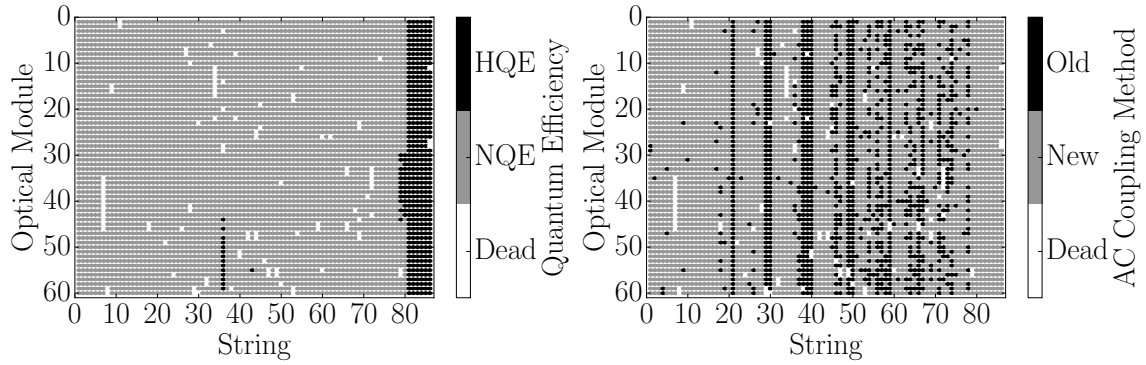 0
10
20
30
40
50
60
Optical Module
0 10 20 30 40 50 60 70 80
String
HQE
NQE
Dead
Quantum Efficiency
0
10
20
30
40
50
60
Optical Module
0 10 20 30 40 50 60 70 80
String
Old
New
Dead
AC Coupling Method